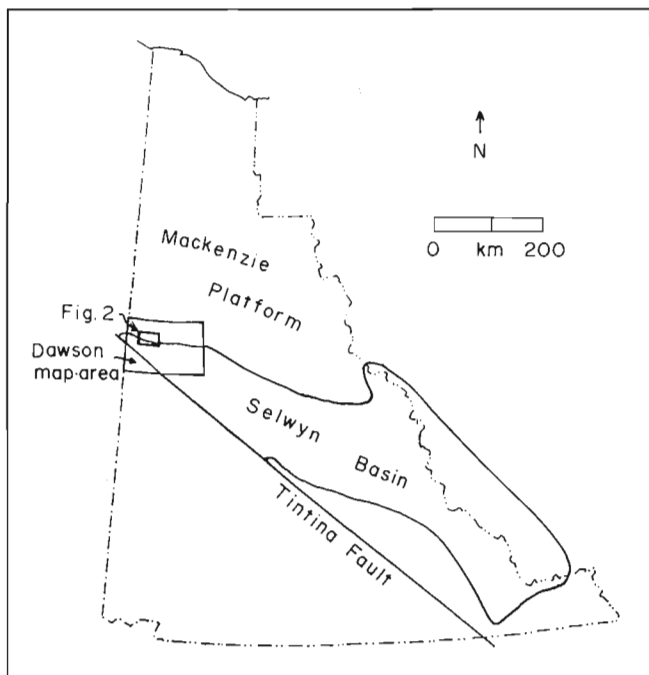 N
0 km 200
Mackenzie
Platform
Fig. 2
Dawson
map-area
Selwyn
Basin
Tintina Fault